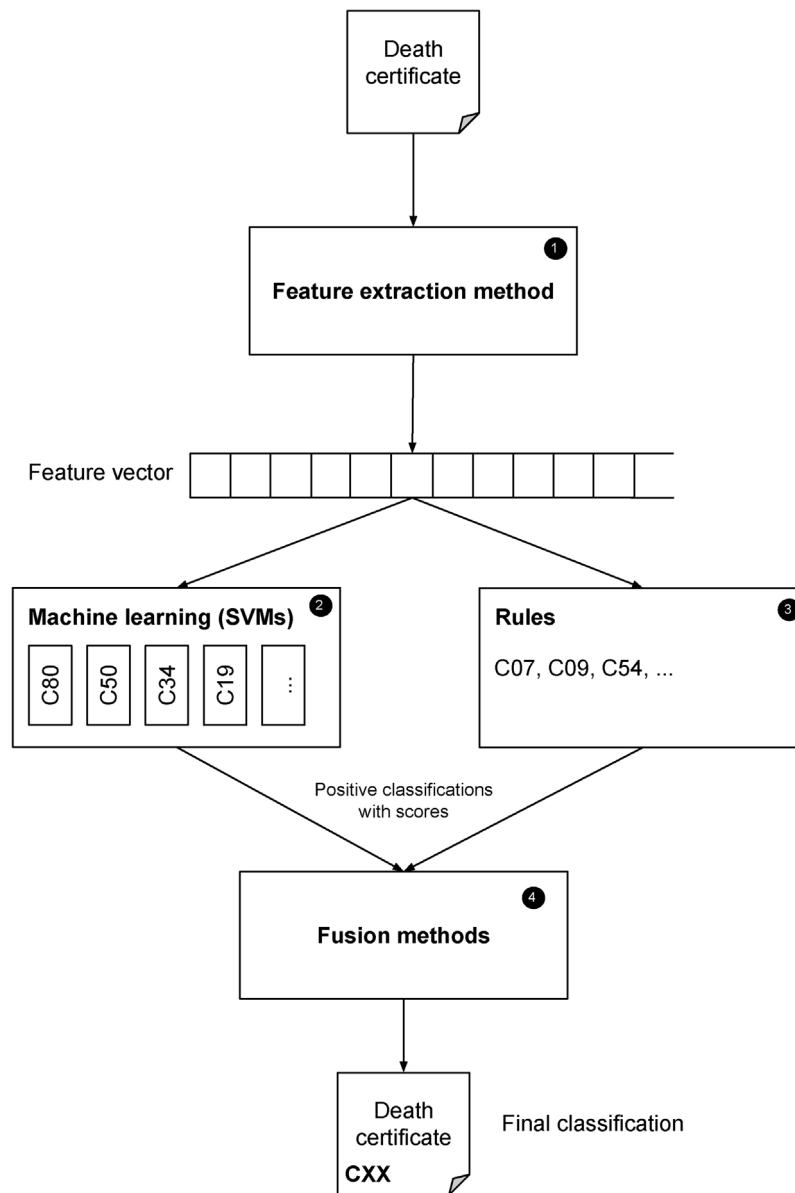 Death
certificate
1
Feature extraction method
Feature vector
Machine learning (SVMs)
2
C80
C50
C34
C19
...
Rules
3
C07, C09, C54, ...
Positive classifications
with scores
4
Fusion methods
Death
certificate
CXX
Final classification